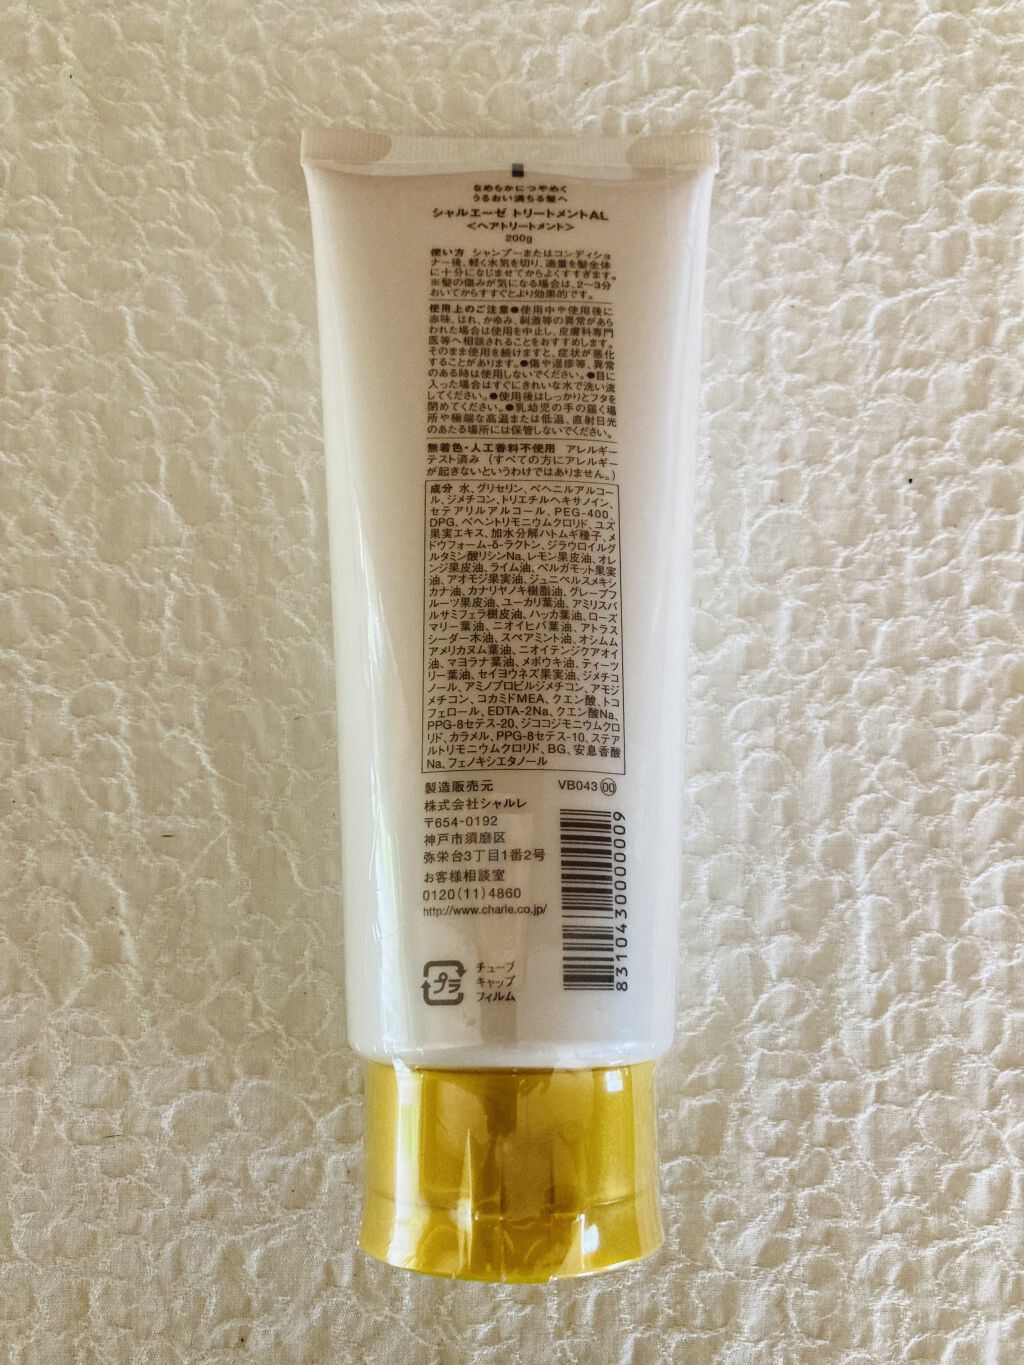 なめらかにつやめく
うるおい満ちる髪へ
シャルエーゼ トリートメントAL
<ヘアトリートメント>
200g
使い方 シャンプーまたはコンディショ
ナー後、軽く水気を切り、適量を髪全体
に十分になじませてからよくすすぎます。
※髪の傷みが気になる場合は、2〜3分
おいてからすすぐとより効果的です。
使用上のご注意●使用中や使用後に
赤味、はれ、かゆみ、刺激等の異常があら
われた場合は使用を中止し、皮膚科専門
医等へ相談されることをおすすめします。
そのまま使用を続けますと、症状が悪化
することがあります。●傷や湿疹等、異常
のある時は使用しないでください。●目に
入った場合はすぐにきれいな水で洗い流
してください。●使用後はしっかりとフタを
閉めてください。●乳幼児の手の届く場
所や極端な高温または低温、直射日光
のあたる場所には保管しないでください。
無着色・人工香料不使用 アレルギー
テスト済み (すべての方にアレルギー
が起きないというわけではありません。)
成分 水、グリセリン、ベヘニルアルコー
ル、ジメチコン、トリエチルヘキサノイン、
セテアリルアルコール、PEG-400、
DPG、ベヘントリモニウムクロリド、ユズ
果実エキス、加水分解ハトムギ種子、メ
ドウフォーム-δ-ラクトン、ジラウロイルグ
ルタミン酸リシンNa、レモン果皮油、オレ
ンジ果皮油、ライム油、ベルガモット果実
油、アオモジ果実油、ジュニペルスメキシ
カナ油、カナリヤノキ樹脂油、グレープフ
ルーツ果皮油、ユーカリ葉油、アミリスバ
ルサミフェラ樹皮油、ハッカ葉油、ローズ
マリー葉油、ニオイヒバ葉油、アトラス
シーダー木油、スペアミント油、オシムム
アメリカヌム葉油、ニオイテンジクアオイ
油、マヨラナ葉油、メボウキ油、ティーツ
リー葉油、セイヨウネズ果実油、ジメチコ
ノール、アミノプロピルジメチコン、アモジ
メチコン、コカミドMEA、クエン酸、トコ
フェロール、EDTA-2Na、クエン酸Na、
PPG-8セテス-20、ジココジモニウムクロ
リド、カラメル、PPG-8セテス-10、ステア
ルトリモニウムクロリド、BG、安息香酸
Na、フェノキシエタノール
製造販売元 VB043 00
株式会社シャルレ
〒654-0192
神戸市須磨区
弥栄台3丁目1番2号
お客様相談室
0120(11)4860
http://www.charle.co.jp/
8310430000009
プラ
チューブ
キャップ
フィルム